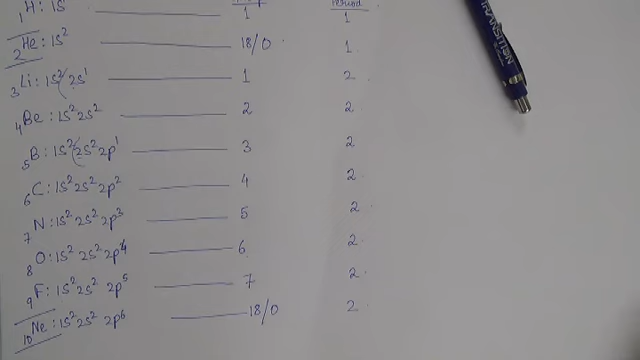 Period
₁H: 1S¹ 1 1
₂He: 1S² 18/0 1
₃Li: 1S² 2S¹ 1 2
₄Be: 1S² 2S² 2 2
₅B: 1S² 2S² 2p¹ 3 2
₆C: 1S² 2S² 2p² 4 2
₇N: 1S² 2S² 2p³ 5 2
₈O: 1S² 2S² 2p⁴ 6 2
₉F: 1S² 2S² 2p⁵ 7 2
₁₀Ne: 1S² 2S² 2p⁶ 18/0 2